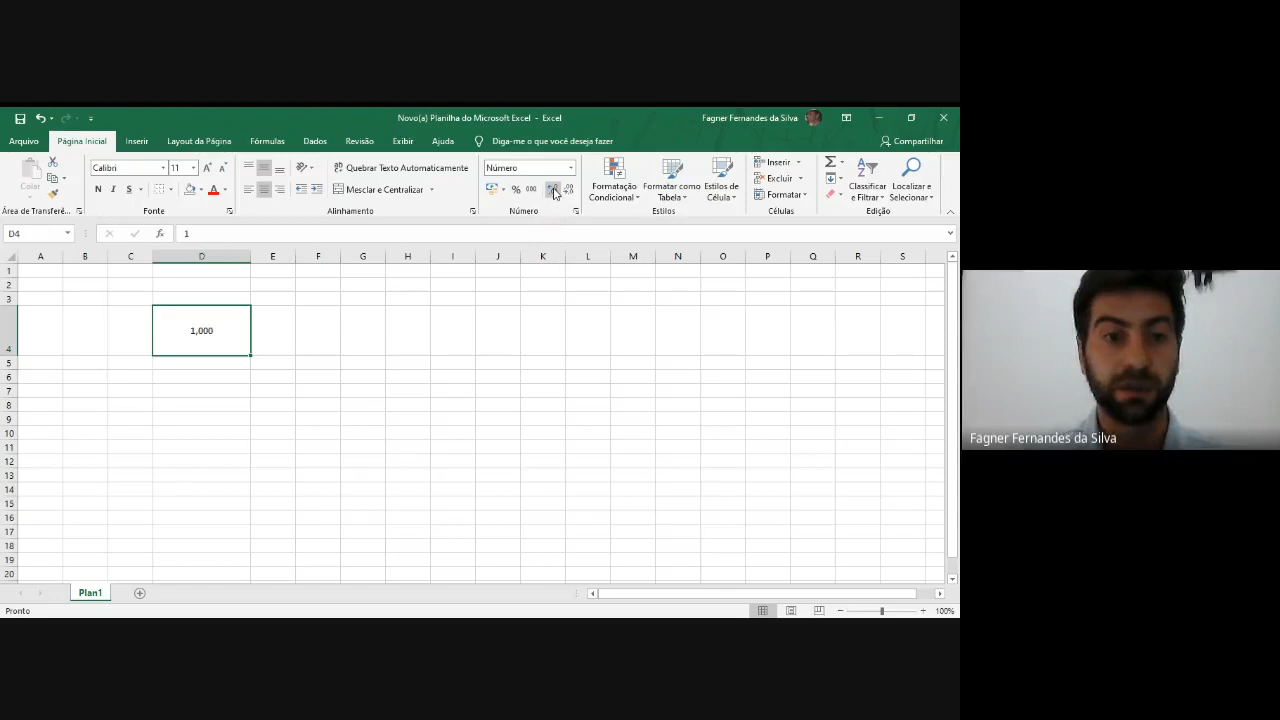 Novo(a) Planilha do Microsoft Excel - Excel
Fagner Fernandes da Silva
Arquivo Página Inicial Inserir Layout da Página Fórmulas Dados Revisão Exibir Ajuda Diga-me o que você deseja fazer Compartilhar
Colar
Calibri 11
N I S
Quebrar Texto Automaticamente
Mesclar e Centralizar
Número
% 000
Formatação Condicional
Formatar como Tabela
Estilos de Célula
Inserir
Excluir
Formatar
Classificar e Filtrar
Localizar e Selecionar
Área de Transferê... Fonte Alinhamento Número Estilos Células Edição
D4 fx 1
A B C D E F G H I J K L M N O P Q R S
1
2
3
1,000
4
5
6
7
8
9
10
11
12
13
14
15
16
17
18
19
20
Plan1
Pronto 100%
Fagner Fernandes da Silva